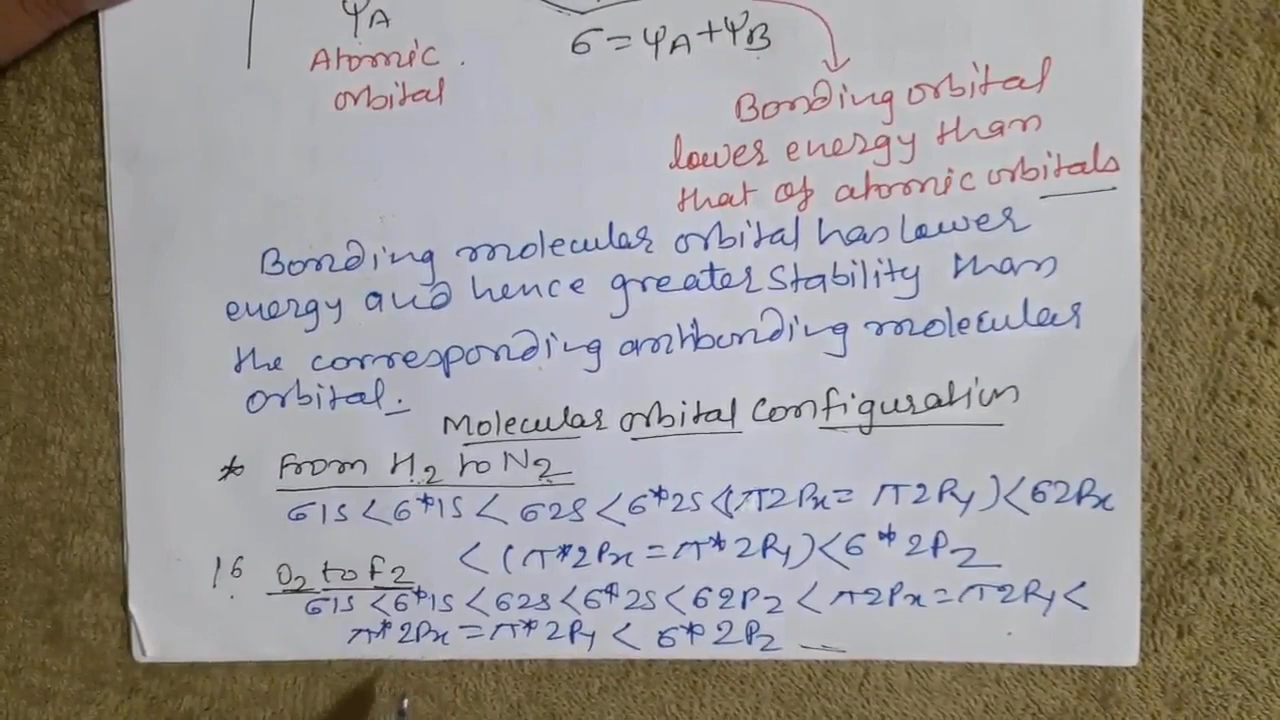 ψA
σ=ψA+ψB
Atomic
orbital
Bonding orbital
lower energy than
that of atomic orbitals
Bonding molecular orbital has lower
energy and hence greater stability than
the corresponding antibonding molecular
orbital.
Molecular orbital configuration
* From H2 to N2
σ1s<σ*1s<σ2s<σ*2s<(π2Px=π2Py)<σ2Px
<(π*2Px=π*2Py)<σ*2Pz
16 O2 to F2
σ1s<σ*1s<σ2s<σ*2s<σ2Pz<π2Px=π2Py<
π*2Px=π*2Py<σ*2Pz